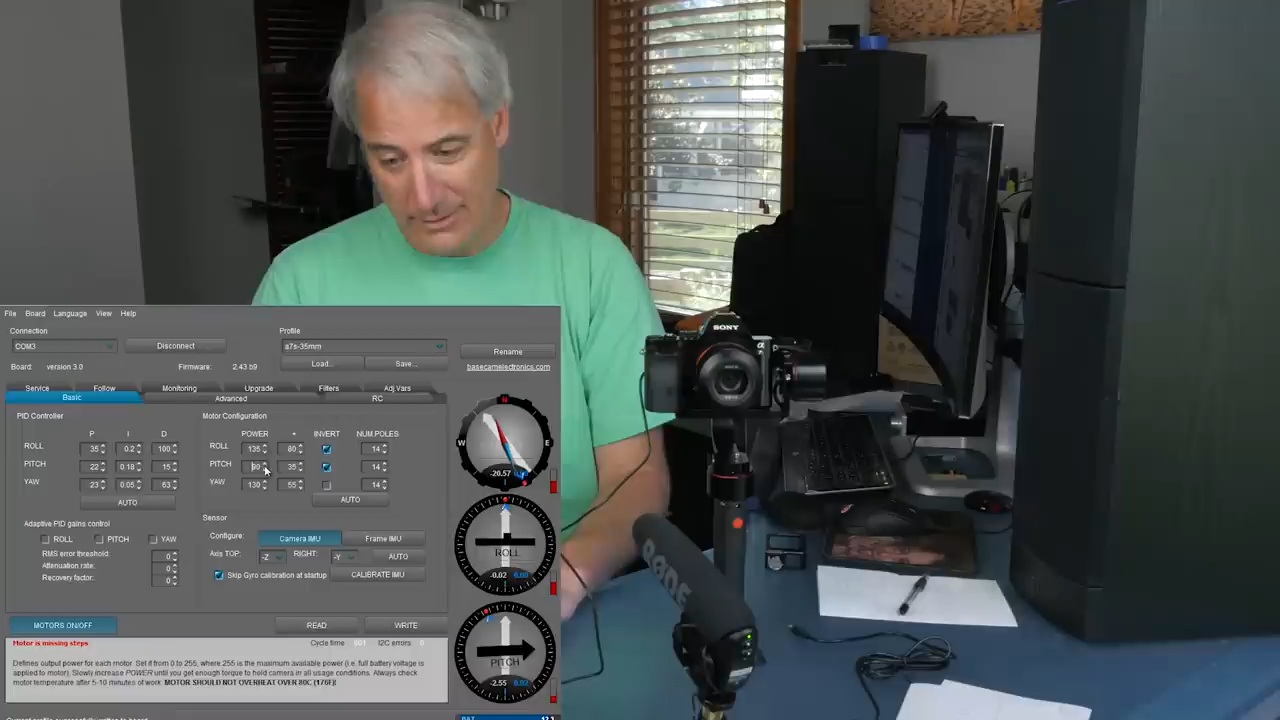 SONY
File Board Language View Help
Connection
Profile
COM3
Disconnect
a7s-35mm
Rename
Load...
Save...
Board: version 3.0
Firmware: 2.43 b9
basecamelectronics.com
Service Follow Monitoring Upgrade Filters Adj.Vars
Basic Advanced RC
PID Controller
Motor Configuration
P I D
POWER + INVERT NUM.POLES
ROLL 35 0.2 100
ROLL 135 80 14
PITCH 22 0.18 15
PITCH 35 14
YAW 23 0.05 63
YAW 130 55 14
AUTO
AUTO
Sensor
Adaptive PID gains control
Configure: Camera IMU Frame IMU
ROLL PITCH YAW
Axis TOP: -Z RIGHT: -Y AUTO
RMS error threshold: 0
Attenuation rate: 0
Recovery factor: 0
Skip Gyro calibration at startup
CALIBRATE IMU
N
W E
-20.57
ROLL
-0.02 0.00
PITCH
-2.55
MOTORS ON/OFF
READ
WRITE
Motor is missing steps
Cycle time
I2C errors
Defines output power for each motor. Set it from 0 to 255, where 255 is the maximum available power (i.e. full battery voltage is
applied to motor). Slowly increase POWER until you get enough torque to hold camera in all usage conditions. Always check
motor temperature after 5-10 minutes of work. MOTOR SHOULD NOT OVERHEAT OVER 80C (176F)!
RØDE